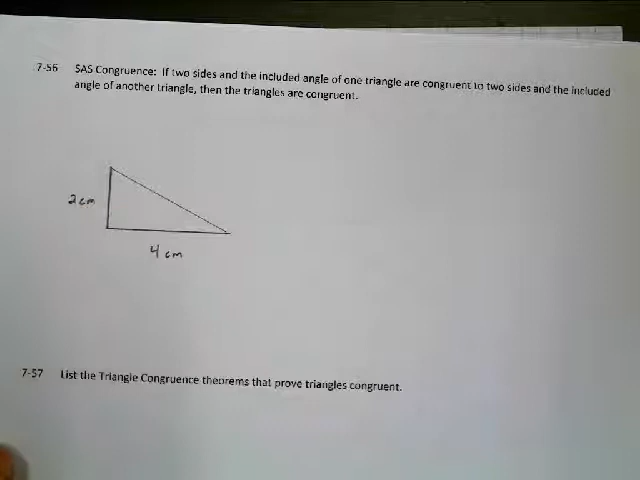 7-56 SAS Congruence: If two sides and the included angle of one triangle are congruent to two sides and the included
angle of another triangle, then the triangles are congruent.
2cm
4 cm
7-57 List the Triangle Congruence theorems that prove triangles congruent.